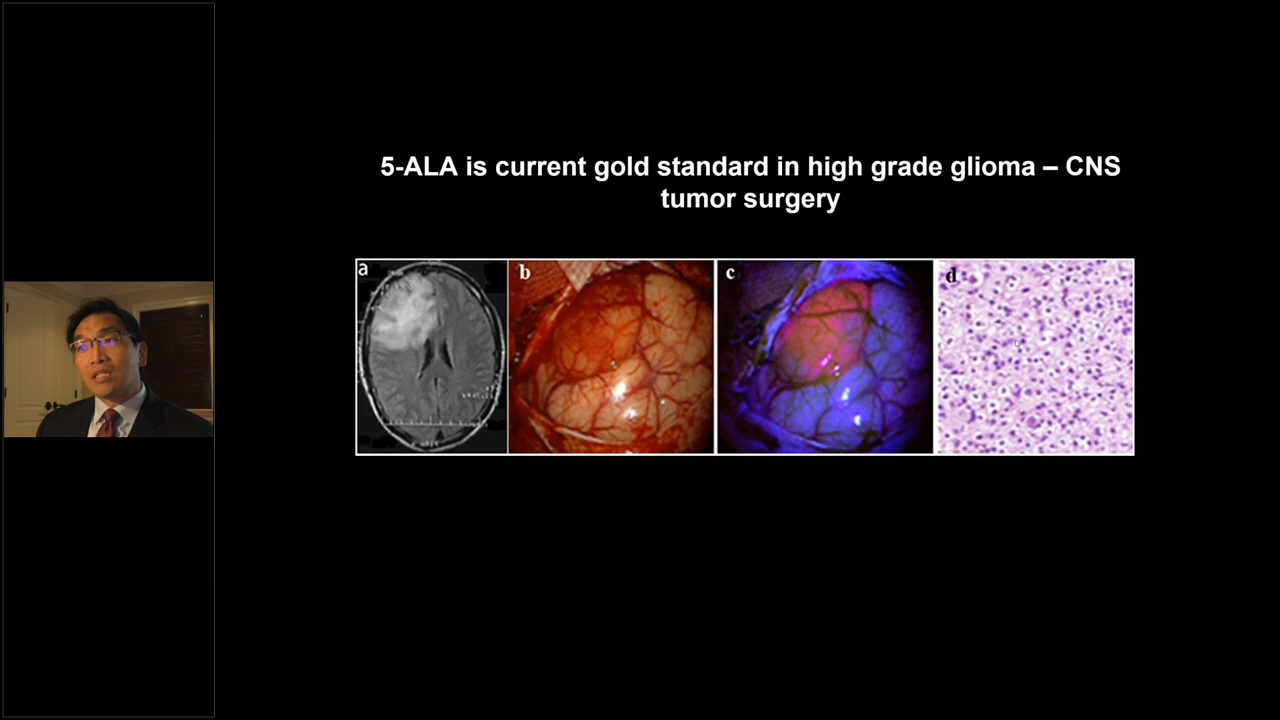 5-ALA is current gold standard in high grade glioma – CNS
tumor surgery
a
b
c
d